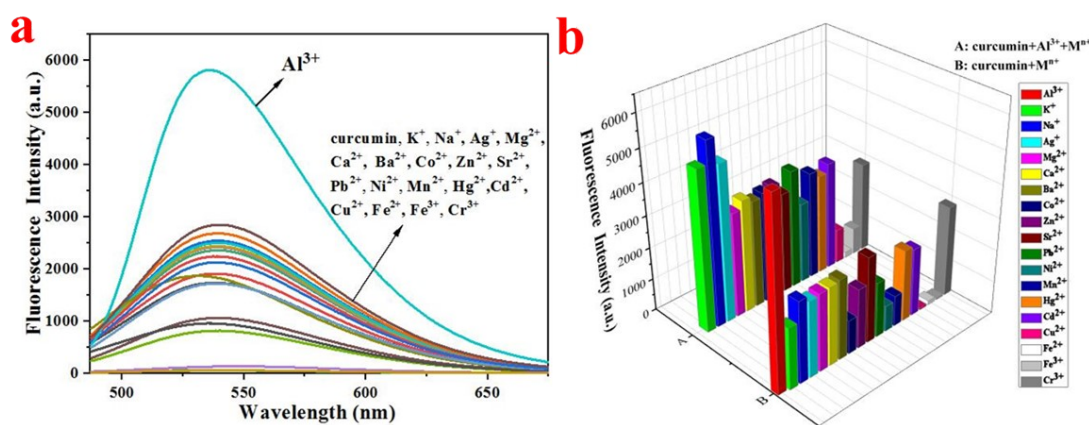 a
Fluorescence Intensity (a.u.)
6000
5000
4000
3000
2000
1000
0
500
550
600
650
Wavelength (nm)
Al³⁺
curcumin, K⁺, Na⁺, Ag⁺, Mg²⁺,
Ca²⁺, Ba²⁺, Co²⁺, Zn²⁺, Sr²⁺,
Pb²⁺, Ni²⁺, Mn²⁺, Hg²⁺,Cd²⁺,
Cu²⁺, Fe²⁺, Fe³⁺, Cr³⁺
b
A: curcumin+Al³⁺+Mⁿ⁺
B: curcumin+Mⁿ⁺
Fluorescence Intensity (a.u.)
6000
5000
4000
3000
2000
1000
0
A
B
Al³⁺
K⁺
Na⁺
Ag⁺
Mg²⁺
Ca²⁺
Ba²⁺
Co²⁺
Zn²⁺
Sr²⁺
Pb²⁺
Ni²⁺
Mn²⁺
Hg²⁺
Cd²⁺
Cu²⁺
Fe²⁺
Fe³⁺
Cr³⁺